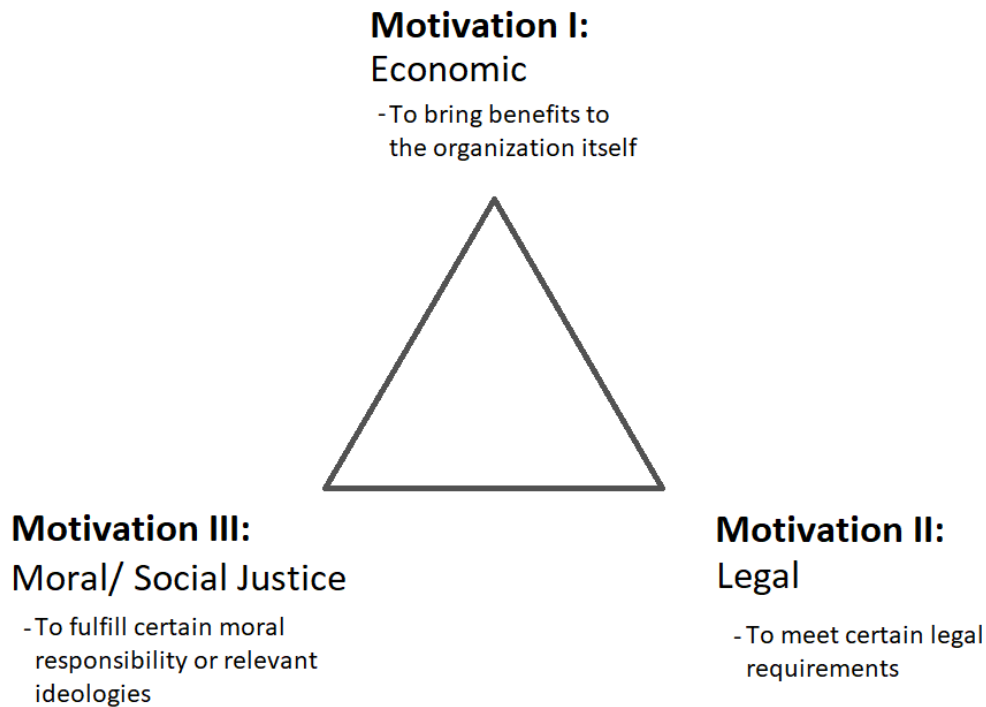 Motivation I:
Economic
-To bring benefits to
the organization itself
Motivation III:
Moral/ Social Justice
-To fulfill certain moral
responsibility or relevant
ideologies
Motivation II:
Legal
-To meet certain legal
requirements